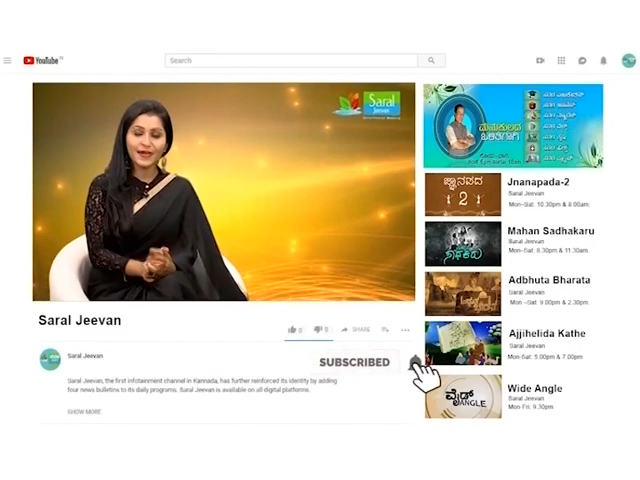 YouTube
Search
Saral
Jeevan
Saral Jeevan
0
0
SHARE
Saral Jeevan
SUBSCRIBED
Saral Jeevan, the first infotainment channel in Kannada, has further reinforced its identity by adding
four news bulletins to its daily programs. Saral Jeevan is available on all digital platforms.
SHOW MORE
ಜ್ಞಾನಪದ
2
Jnanapada-2
Saral Jeevan
Mon-Sat: 10.30pm & 8.00am.
Mahan Sadhakaru
Saral Jeevan
Mon-Sat: 8.30pm & 11.30am.
Adbhuta Bharata
Saral Jeevan
Mon -Sat: 9.00pm & 2.30pm.
Ajjihelida Kathe
Saral Jeevan
Mon-Sat: 5.00pm & 7.00pm
ವೈಡ್
ANGLE
Wide Angle
Saral Jeevan
Mon-Fri: 9.30pm